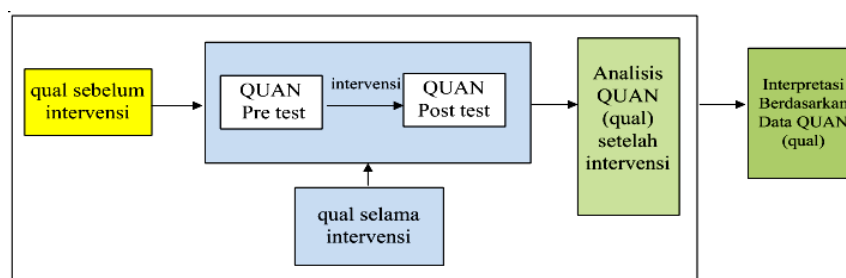 qual sebelum
intervensi
QUAN
Pre test
intervensi
QUAN
Post test
qual selama
intervensi
Analisis
QUAN
(qual)
setelah
intervensi
Interpretasi
Berdasarkan
Data QUAN
(qual)